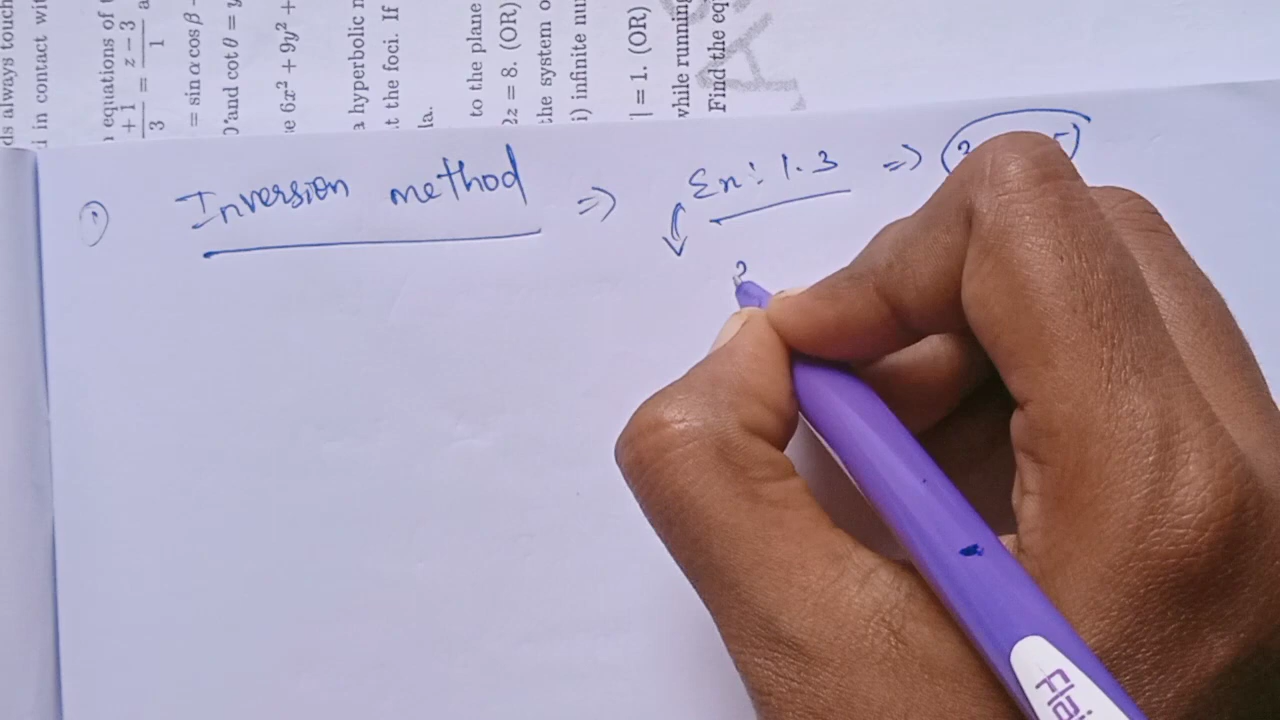 ds always touch
l in contact wit
equations of t
+ 1 z − 3
3 = 1
= sin α cos β −
and cot θ = y
e 6x² + 9y² +
a hyperbolic
t the foci. If
la.
to the plane
2z = 8. (OR)
the system o
i) infinite nu
| = 1. (OR)
while running
Find the eq
Inversion method ⇒ Ex: 1.3 ⇒
Flai